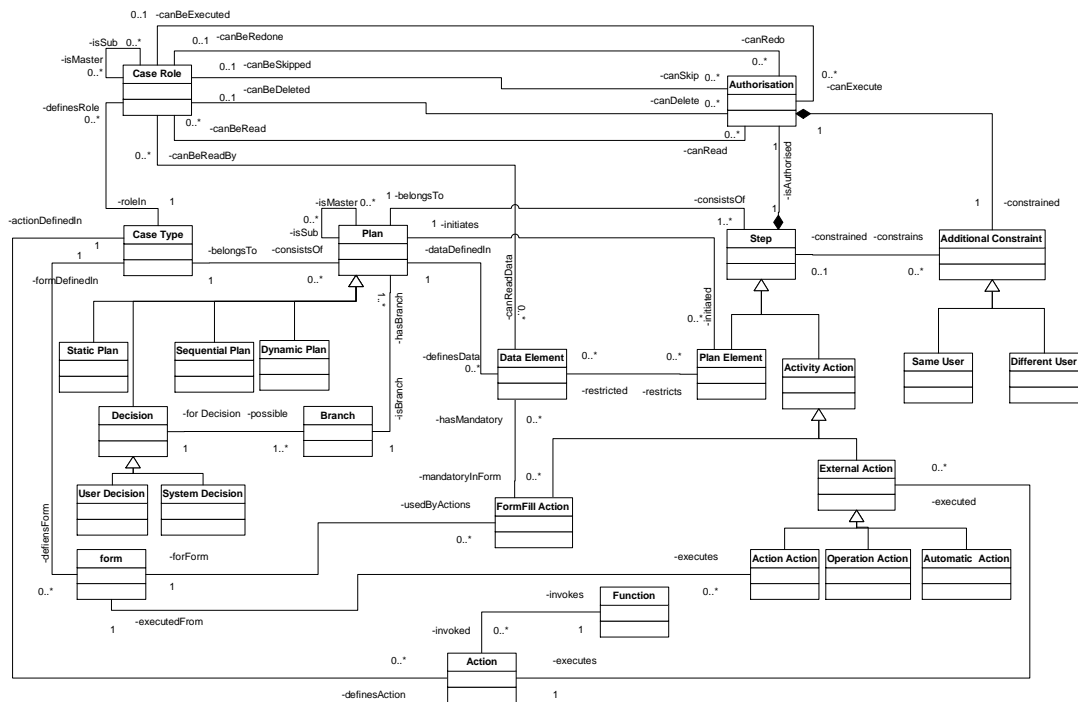 0..1 -canBeExecuted
-isSub 0..*
0..1 -canBeRedone -canRedo
-isMaster
0..*
Case Role
0..1 -canBeSkipped
0..*
-canSkip 0..*
0..*
-canExecute
Authorisation
0..1 -canBeDeleted
-canDelete 0..*
-definesRole
0..*
0..* -canBeRead
0..*
-canRead
1
1
0..* -canBeReadBy
-isAuthorised
-roleIn 1
-isMaster 0..*
1 -belongsTo
-consistsOf
1
1 -constrained
-actionDefinedIn
0..*
-isSub
1 -initiates
1..*
Case Type
Plan
Step
Additional Constraint
1
-belongsTo -consistsOf
-dataDefinedIn
-constrained -constrains
-formDefinedIn
1
1
0..*
1
0..1
0..*
-canReadData
0..*
1..*
-hasBranch
0..*
-initiated
Static Plan
Sequential Plan
Dynamic Plan
-definesData
0..*
Data Element
0..*
0..*
Plan Element
Same User
Different User
-restricted -restricts
Activity Action
-isBranch
Decision
-for Decision -possible
Branch
-hasMandatory 0..*
1
1..*
1
User Decision
System Decision
-mandatoryInForm 0..*
External Action
0..*
-executed
-usedByActions
FormFill Action
0..*
-defiensForm
form
-forForm
1
0..*
-executes
0..*
Action Action
Operation Action
Automatic Action
1
-executedFrom
-invokes
1
Function
-invoked 0..*
0..*
Action
-executes
-definesAction
1